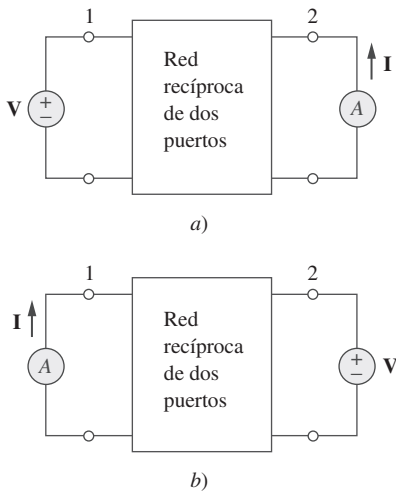 1
2
Red
recíproca
de dos
puertos
V
+
−
A
I
a)
1
2
I
A
Red
recíproca
de dos
puertos
+
−
V
b)